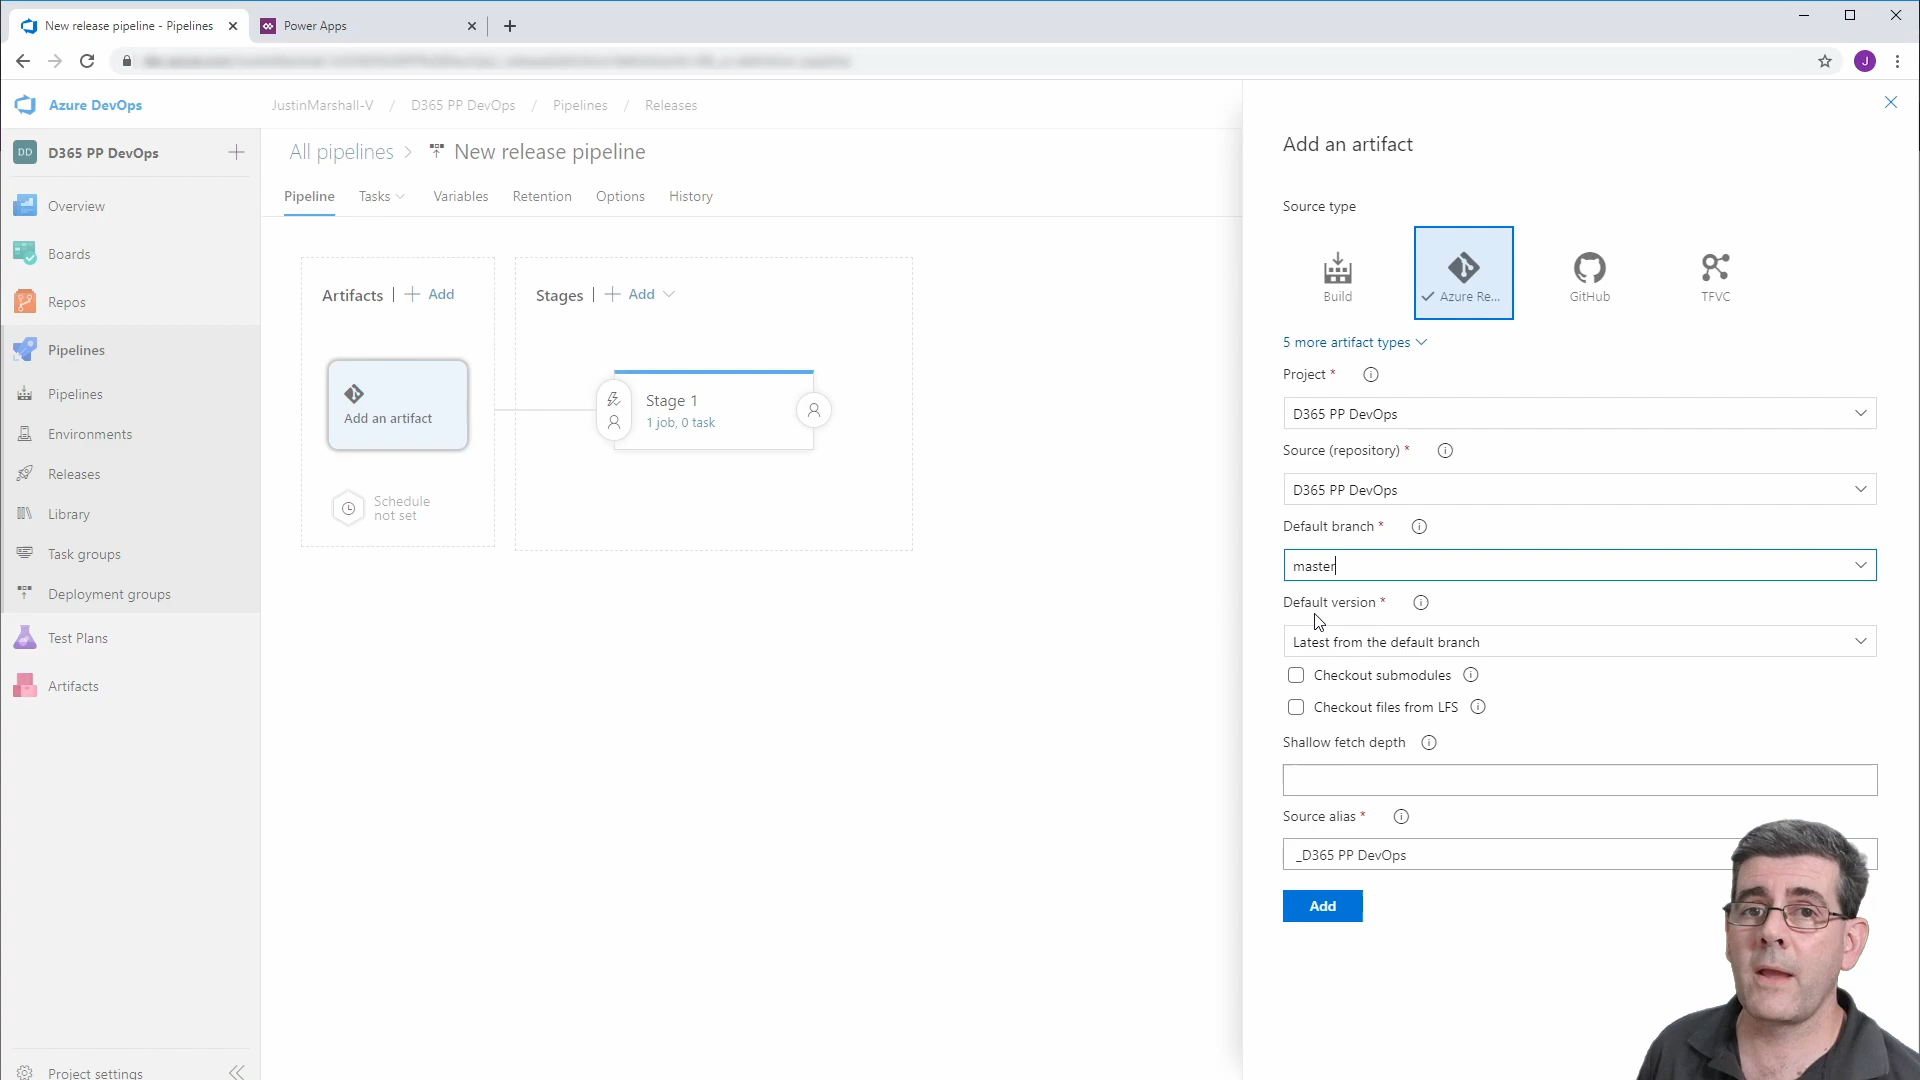 New release pipeline - Pipelines
Power Apps
J
Azure DevOps
JustinMarshall-V / D365 PP DevOps / Pipelines / Releases
DD
D365 PP DevOps
Overview
Boards
Repos
Pipelines
Pipelines
Environments
Releases
Library
Task groups
Deployment groups
Test Plans
Artifacts
Project settings
All pipelines > New release pipeline
Pipeline
Tasks
Variables
Retention
Options
History
Artifacts | + Add
Add an artifact
Schedule
not set
Stages | + Add
Stage 1
1 job, 0 task
Add an artifact
Source type
Build
Azure Re...
GitHub
TFVC
5 more artifact types
Project *
D365 PP DevOps
Source (repository) *
D365 PP DevOps
Default branch *
master
Default version *
Latest from the default branch
Checkout submodules
Checkout files from LFS
Shallow fetch depth
Source alias *
_D365 PP DevOps
Add